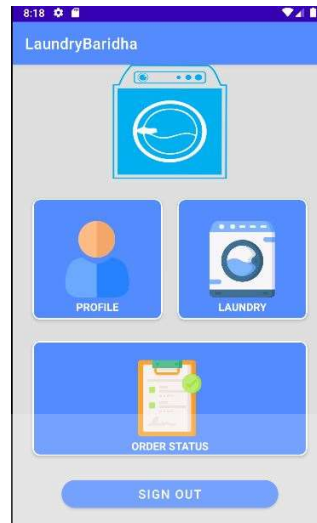 8:18
LaundryBaridha
PROFILE
LAUNDRY
ORDER STATUS
SIGN OUT